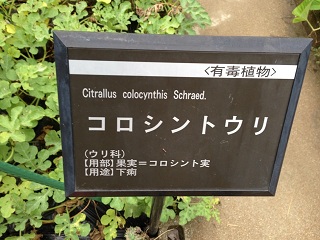 <有毒植物>
Citrallus colocynthis Schraed.
コロシントウリ
(ウリ科)
【用部】果実=コロシント実
【用途】下痢